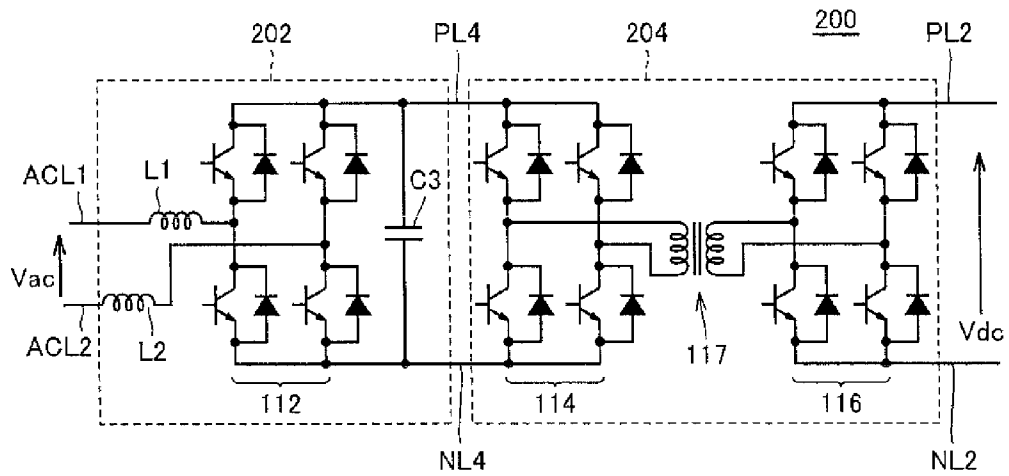 202
PL4
204
200
PL2
ACL1
L1
C3
Vac
ACL2
L2
117
Vdc
112
114
116
NL4
NL2